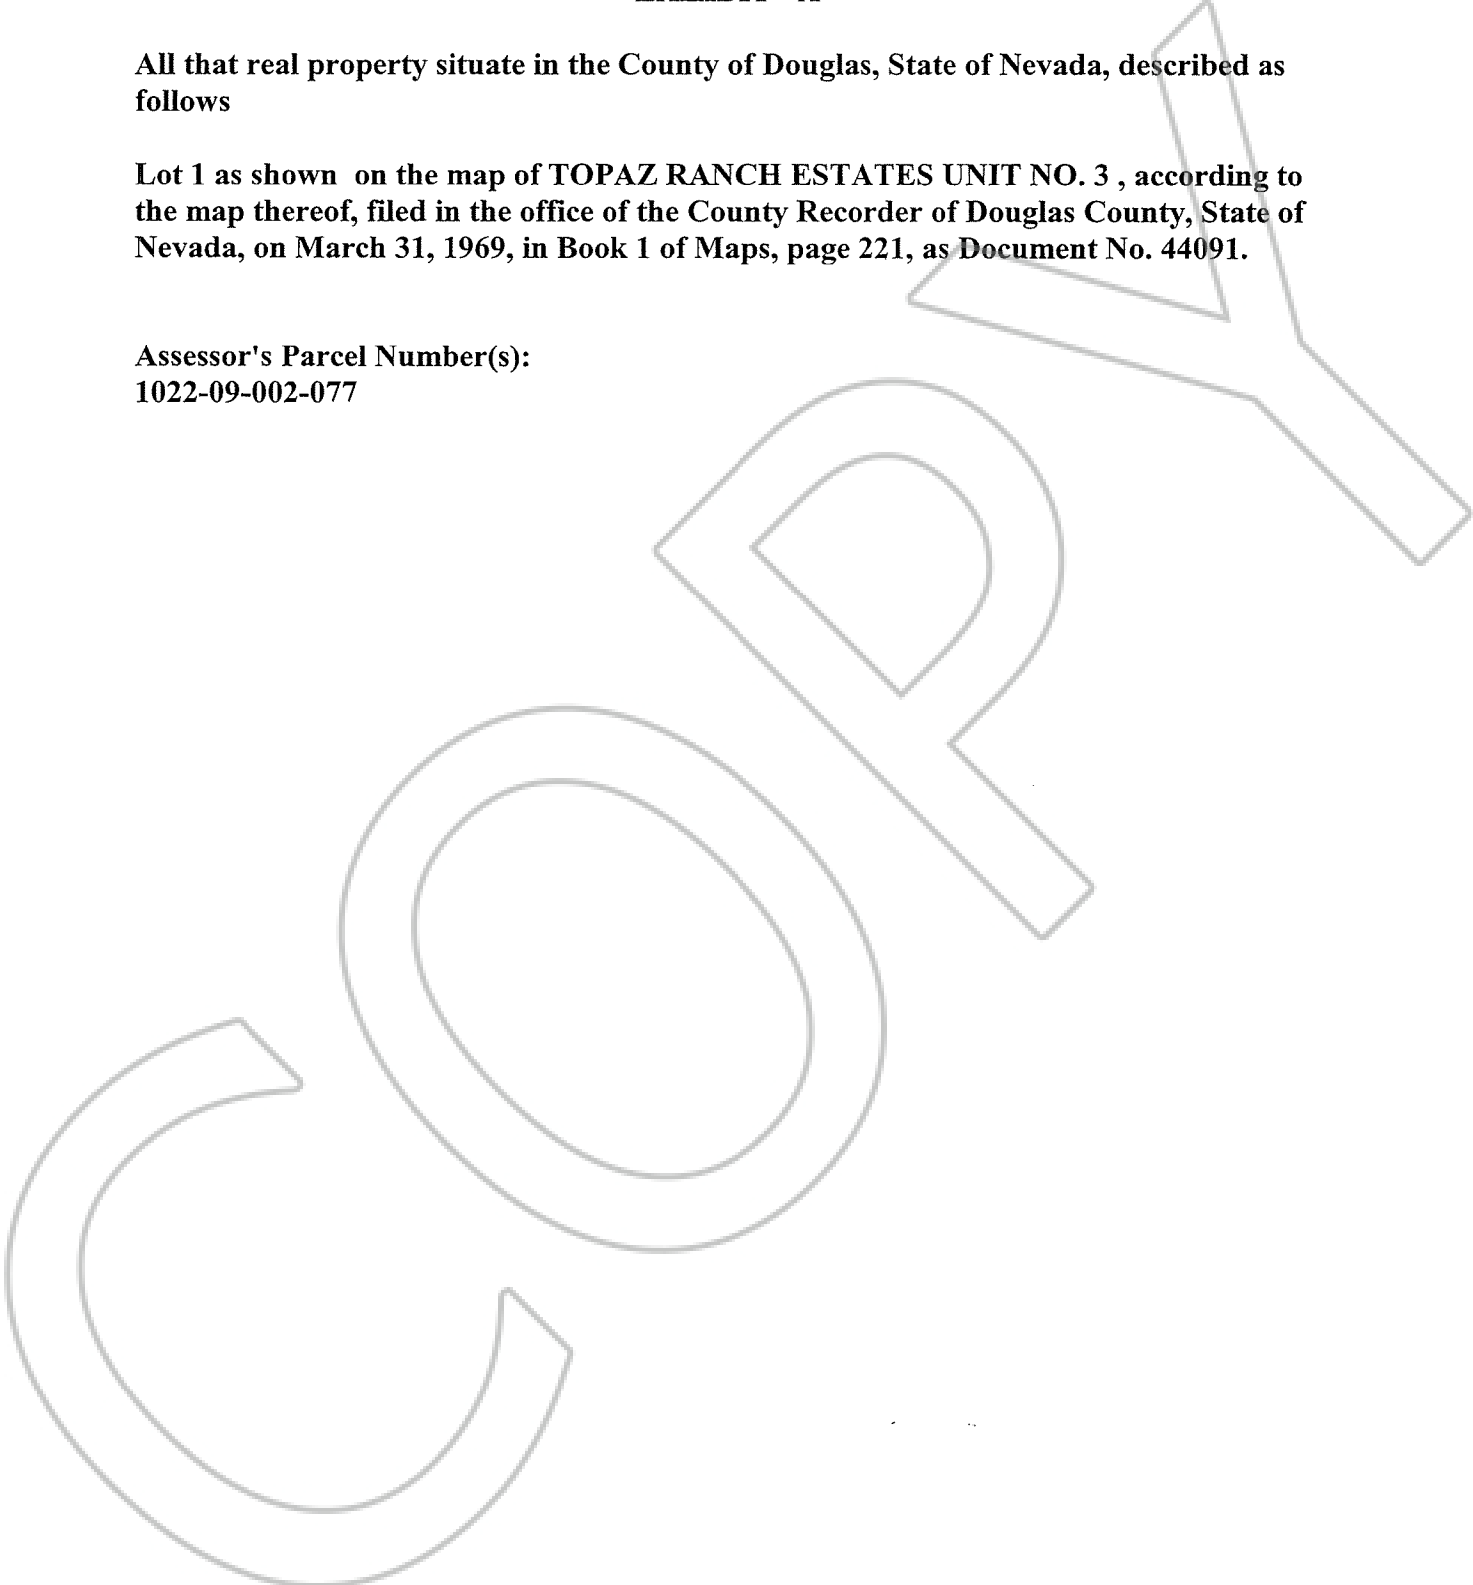 All that real property situate in the County of Douglas, State of Nevada, described as
follows
Lot 1 as shown on the map of TOPAZ RANCH ESTATES UNIT NO. 3 , according to
the map thereof, filed in the office of the County Recorder of Douglas County, State of
Nevada, on March 31, 1969, in Book 1 of Maps, page 221, as Document No. 44091.
Assessor's Parcel Number(s):
1022-09-002-077
COPY